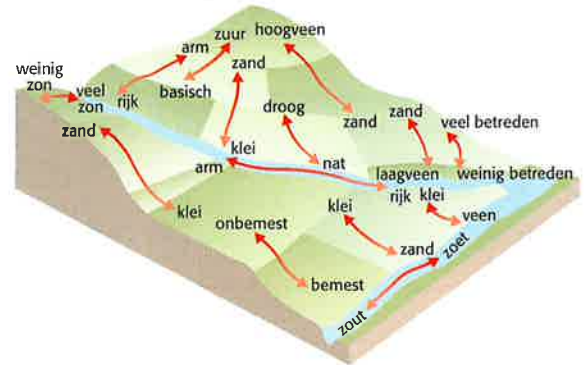 zuur
hoogveen
arm
zand
weinig
zon
veel
zon
rijk
basisch
droog
zand
zand
zand
veel betreden
klei
arm
nat
laagveen
weinig betreden
rijk
klei
klei
klei
veen
onbemest
zand
zoet
bemest
zout